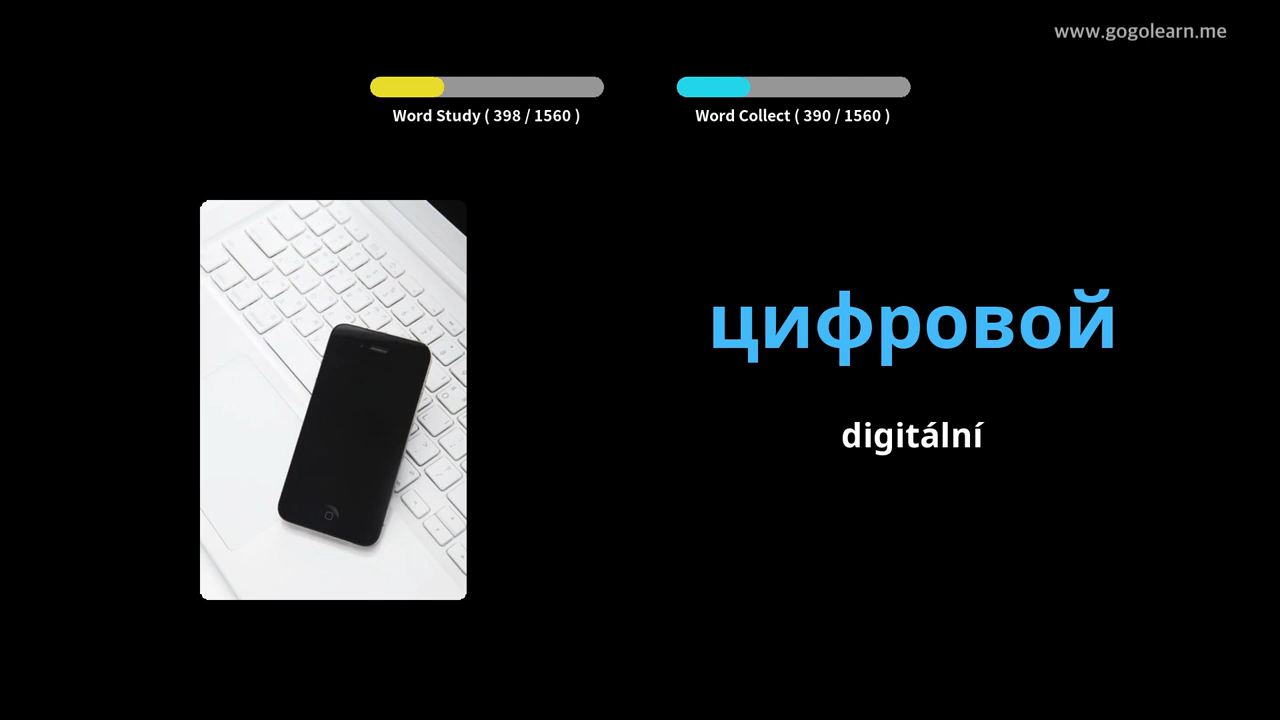 www.gogolearn.me
Word Study ( 398 / 1560 )
Word Collect ( 390 / 1560 )
цифровой
digitální